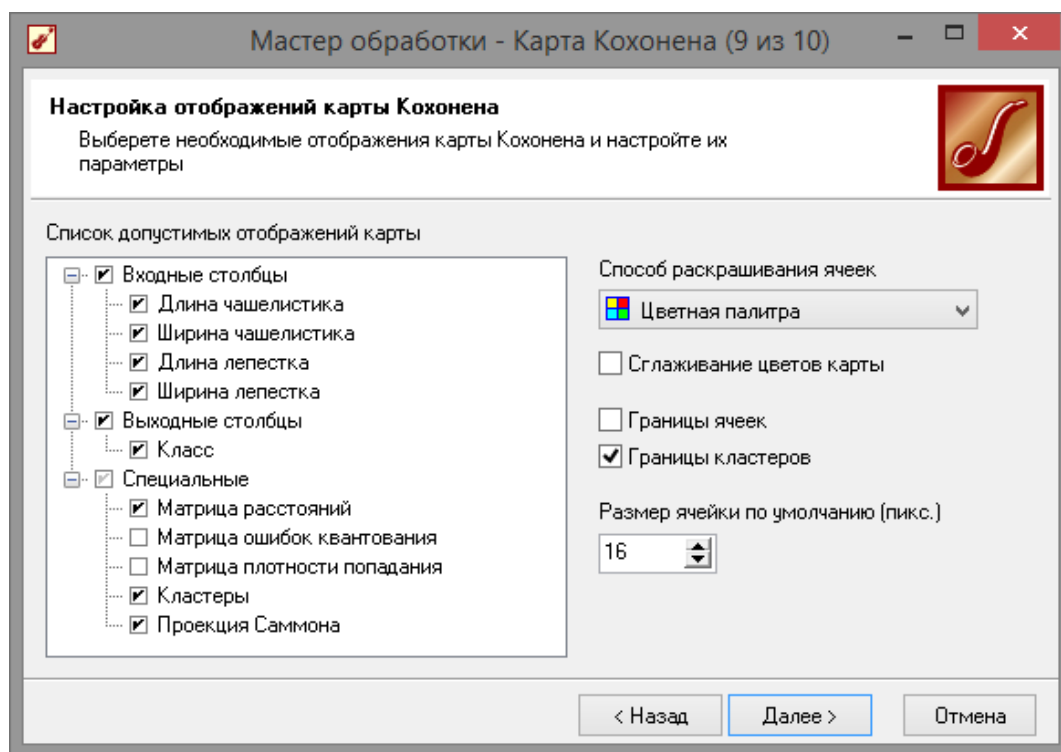 Мастер обработки - Карта Кохонена (9 из 10)
Настройка отображений карты Кохонена
Выберете необходимые отображения карты Кохонена и настройте их
параметры
Список допустимых отображений карты
Входные столбцы
Длина чашелистика
Ширина чашелистика
Длина лепестка
Ширина лепестка
Выходные столбцы
Класс
Специальные
Матрица расстояний
Матрица ошибок квантования
Матрица плотности попадания
Кластеры
Проекция Саммона
Способ раскрашивания ячеек
Цветная палитра
Сглаживание цветов карты
Границы ячеек
Границы кластеров
Размер ячейки по умолчанию (пикс.)
16
< Назад
Далее >
Отмена